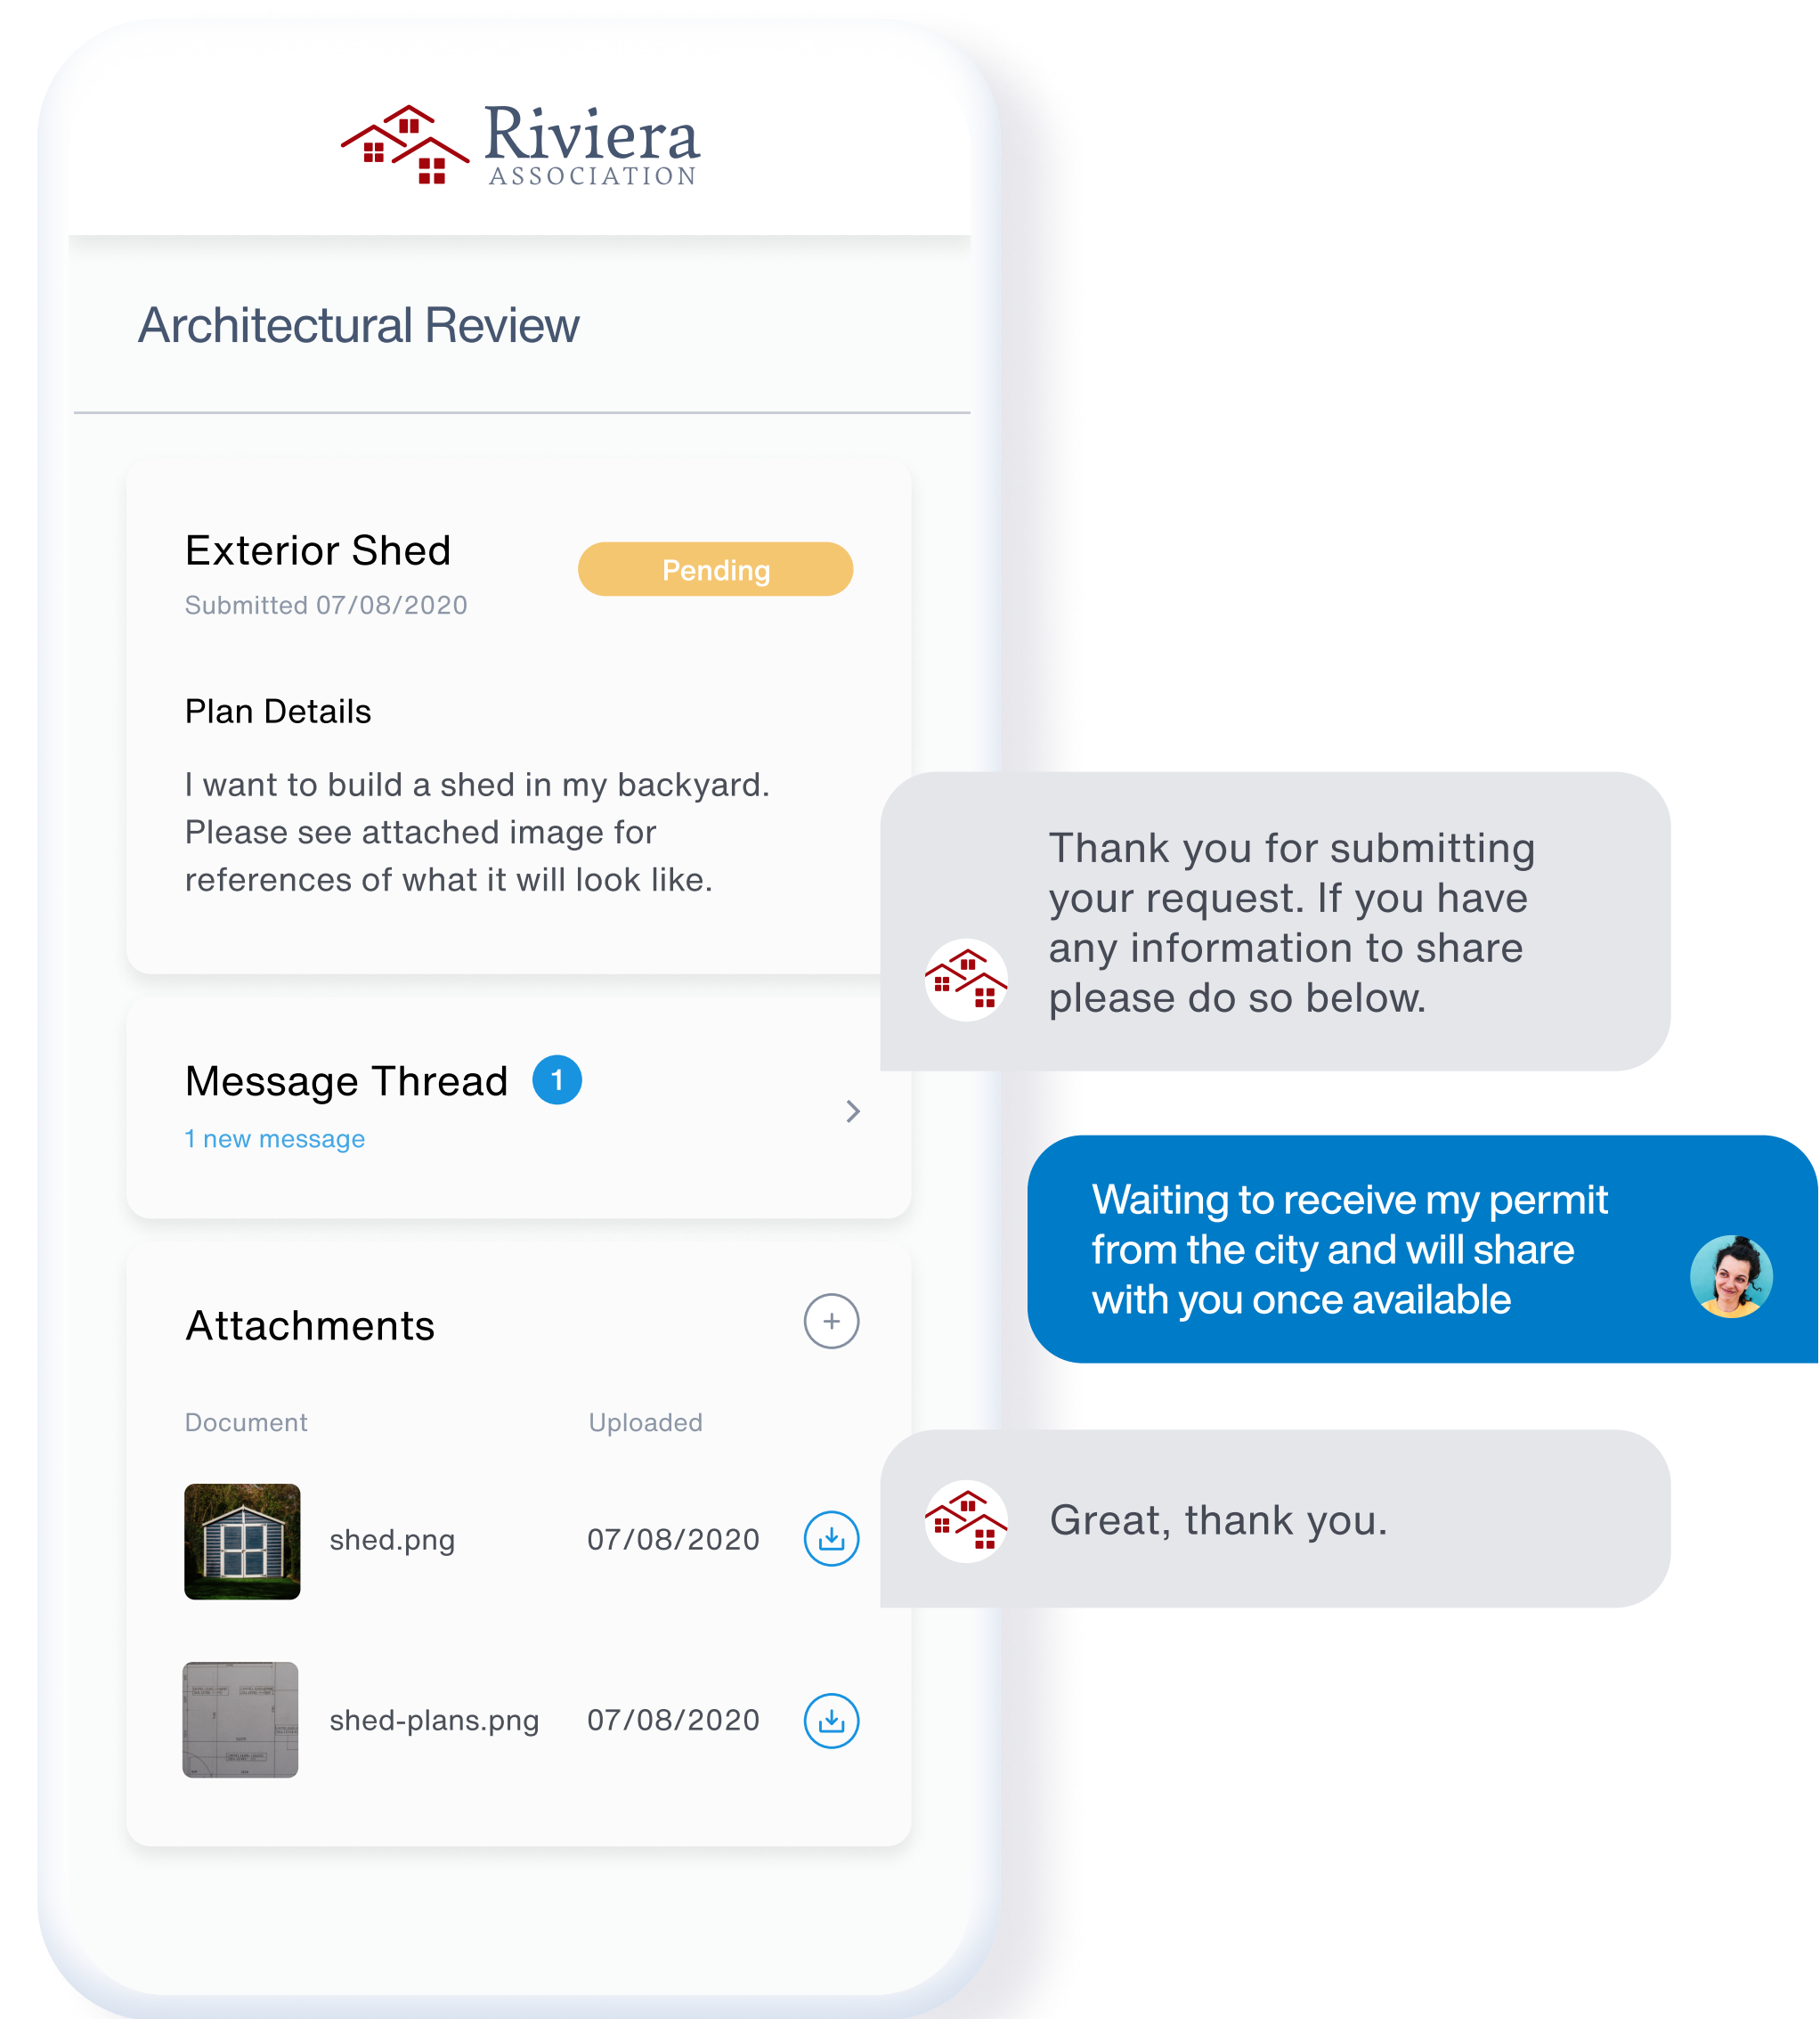 Riviera
ASSOCIATION
Architectural Review
Exterior Shed
Pending
Submitted 07/08/2020
Plan Details
I want to build a shed in my backyard.
Please see attached image for
references of what it will look like.
Message Thread 1
1 new message
Attachments
Document Uploaded
shed.png 07/08/2020
shed-plans.png 07/08/2020
Thank you for submitting
your request. If you have
any information to share
please do so below.
Waiting to receive my permit
from the city and will share
with you once available
Great, thank you.